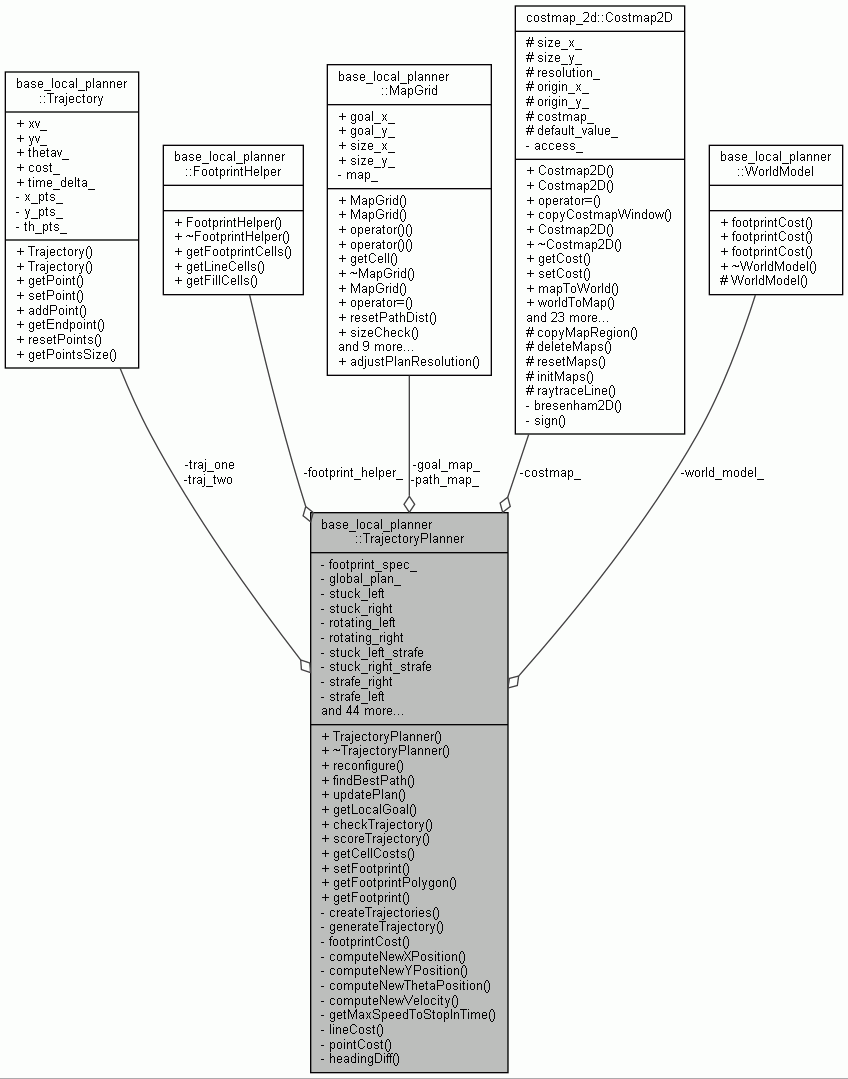 base_local_planner
::Trajectory
+ xv_
+ yv_
+ thetav_
+ cost_
+ time_delta_
- x_pts_
- y_pts_
- th_pts_
+ Trajectory()
+ Trajectory()
+ getPoint()
+ setPoint()
+ addPoint()
+ getEndpoint()
+ resetPoints()
+ getPointsSize()
base_local_planner
::FootprintHelper
+ FootprintHelper()
+ ~FootprintHelper()
+ getFootprintCells()
+ getLineCells()
+ getFillCells()
base_local_planner
::MapGrid
+ goal_x_
+ goal_y_
+ size_x_
+ size_y_
- map_
+ MapGrid()
+ MapGrid()
+ operator()()
+ operator()()
+ getCell()
+ ~MapGrid()
+ MapGrid()
+ operator=()
+ resetPathDist()
+ sizeCheck()
and 9 more...
+ adjustPlanResolution()
costmap_2d::Costmap2D
# size_x_
# size_y_
# resolution_
# origin_x_
# origin_y_
# costmap_
# default_value_
- access_
+ Costmap2D()
+ Costmap2D()
+ operator=()
+ copyCostmapWindow()
+ Costmap2D()
+ ~Costmap2D()
+ getCost()
+ setCost()
+ mapToWorld()
+ worldToMap()
and 23 more...
# copyMapRegion()
# deleteMaps()
# resetMaps()
# initMaps()
# raytraceLine()
- bresenham2D()
- sign()
base_local_planner
::WorldModel
+ footprintCost()
+ footprintCost()
+ footprintCost()
+ ~WorldModel()
# WorldModel()
-traj_one
-traj_two
-footprint_helper_
-goal_map_
-path_map_
-costmap_
-world_model_
base_local_planner
::TrajectoryPlanner
- footprint_spec_
- global_plan_
- stuck_left
- stuck_right
- rotating_left
- rotating_right
- stuck_left_strafe
- stuck_right_strafe
- strafe_right
- strafe_left
and 44 more...
+ TrajectoryPlanner()
+ ~TrajectoryPlanner()
+ reconfigure()
+ findBestPath()
+ updatePlan()
+ getLocalGoal()
+ checkTrajectory()
+ scoreTrajectory()
+ getCellCosts()
+ setFootprint()
+ getFootprintPolygon()
+ getFootprint()
- createTrajectories()
- generateTrajectory()
- footprintCost()
- computeNewXPosition()
- computeNewYPosition()
- computeNewThetaPosition()
- computeNewVelocity()
- getMaxSpeedToStopInTime()
- lineCost()
- pointCost()
- headingDiff()